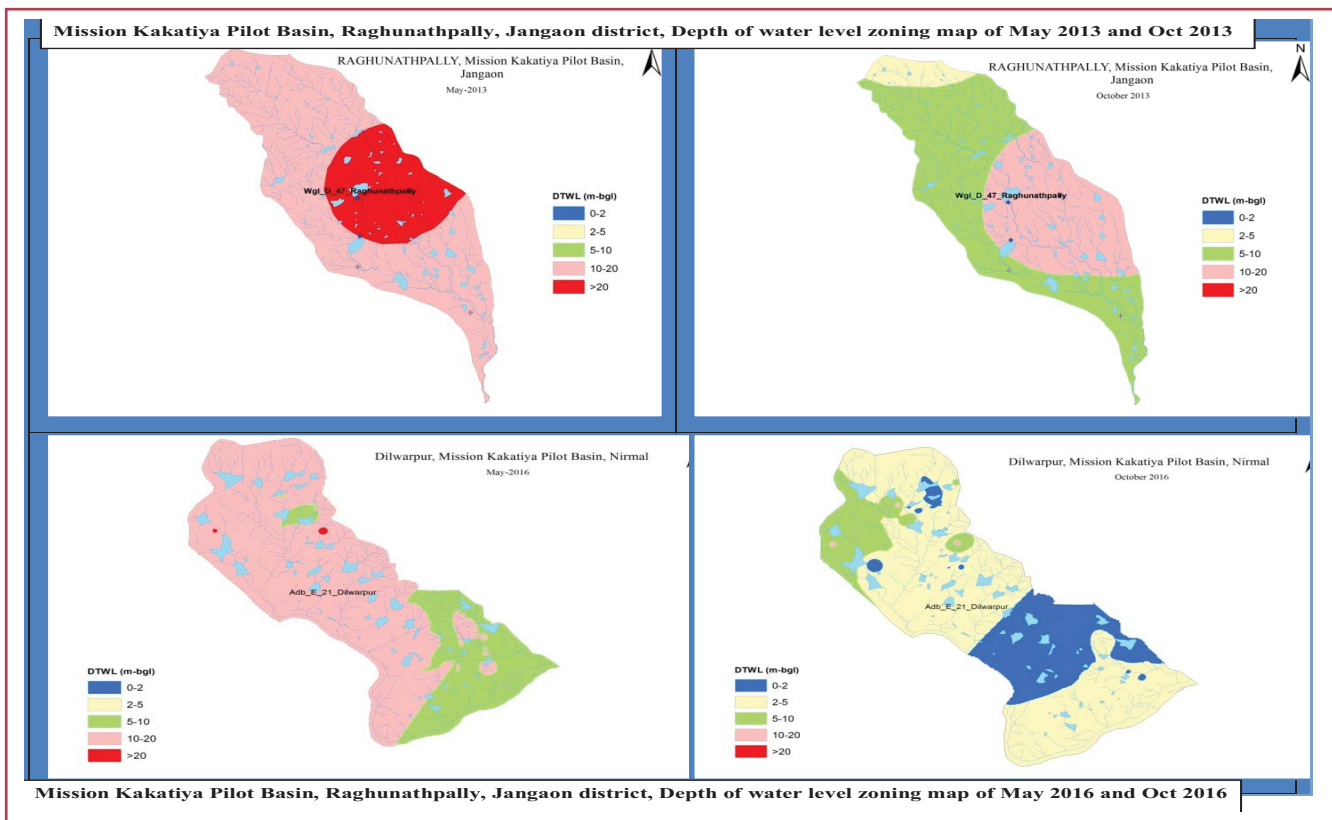 Mission Kakatiya Pilot Basin, Raghunathpally, Jangaon district, Depth of water level zoning map of May 2013 and Oct 2013
RAGHUNATHPALLY, Mission Kakatiya Pilot Basin,
Jangaon
May-2013
Wgl_D_47_Raghunathpally
DTWL (m-bgl)
0-2
2-5
5-10
10-20
>20
N
RAGHUNATHPALLY, Mission Kakatiya Pilot Basin,
Jangaon
October 2013
Wgl_D_47_Raghunathpally
DTWL (m-bgl)
0-2
2-5
5-10
10-20
>20
Dilwarpur, Mission Kakatiya Pilot Basin, Nirmal
May-2016
Adb_E_21_Dilwarpur
DTWL (m-bgl)
0-2
2-5
5-10
10-20
>20
Dilwarpur, Mission Kakatiya Pilot Basin, Nirmal
October 2016
Adb_E_21_Dilwarpur
DTWL (m-bgl)
0-2
2-5
5-10
10-20
>20
Mission Kakatiya Pilot Basin, Raghunathpally, Jangaon district, Depth of water level zoning map of May 2016 and Oct 2016